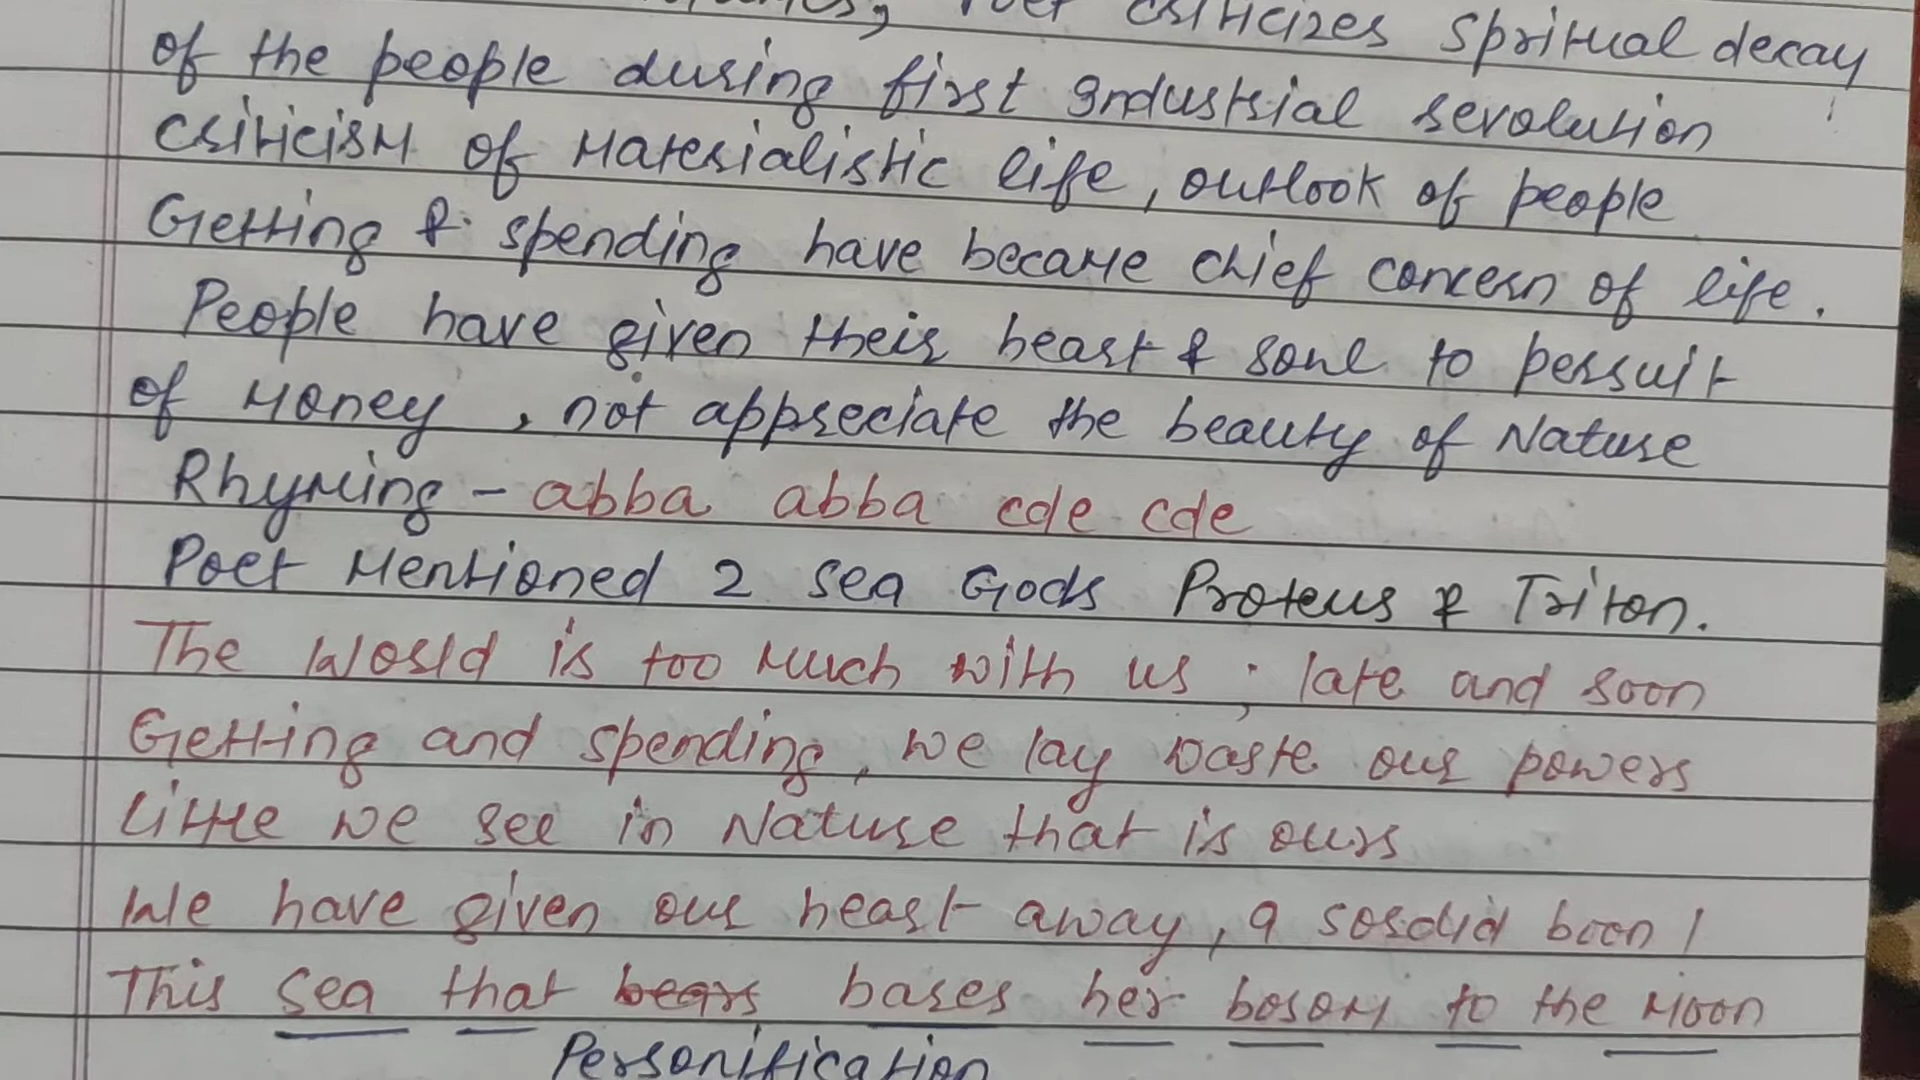 Poet criticizes Spritual decay
of the people during first Industrial revolution
Criticism of Materialistic life, outlook of people
Getting & spending have became chief concern of life.
People have given their heart & soul to persuit
of Money, not appreciate the beauty of Nature
Rhyming - abba abba cde cde
Poet Mentioned 2 sea Gods Proteus & Triton.
The World is too Much with us ; late and soon
Getting and spending, we lay waste our powers
Little we see in Nature that is ours
We have given our heart away, a sordid boon!
This sea that bears bares her bosom to the Moon
Personification